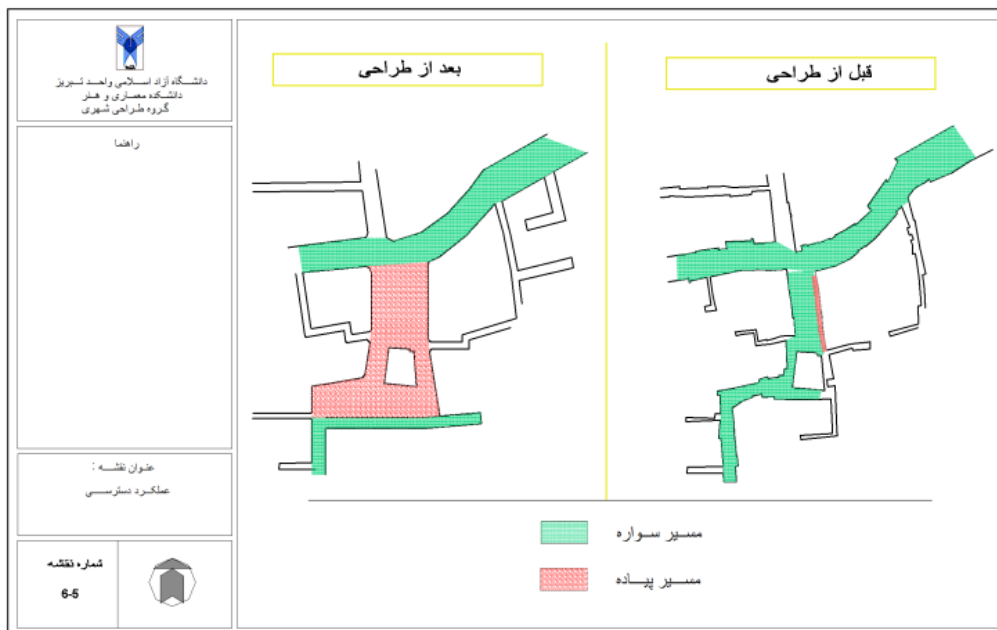 دانشگاه آزاد اسلامی واحد تبریز
دانشکده معماری و هنر
گروه طراحی شهری
راهنما
عنوان نقشه :
عملکرد دسترسی
شماره نقشه
6-5
قبل از طراحی
بعد از طراحی
مسیر سواره
مسیر پیاده